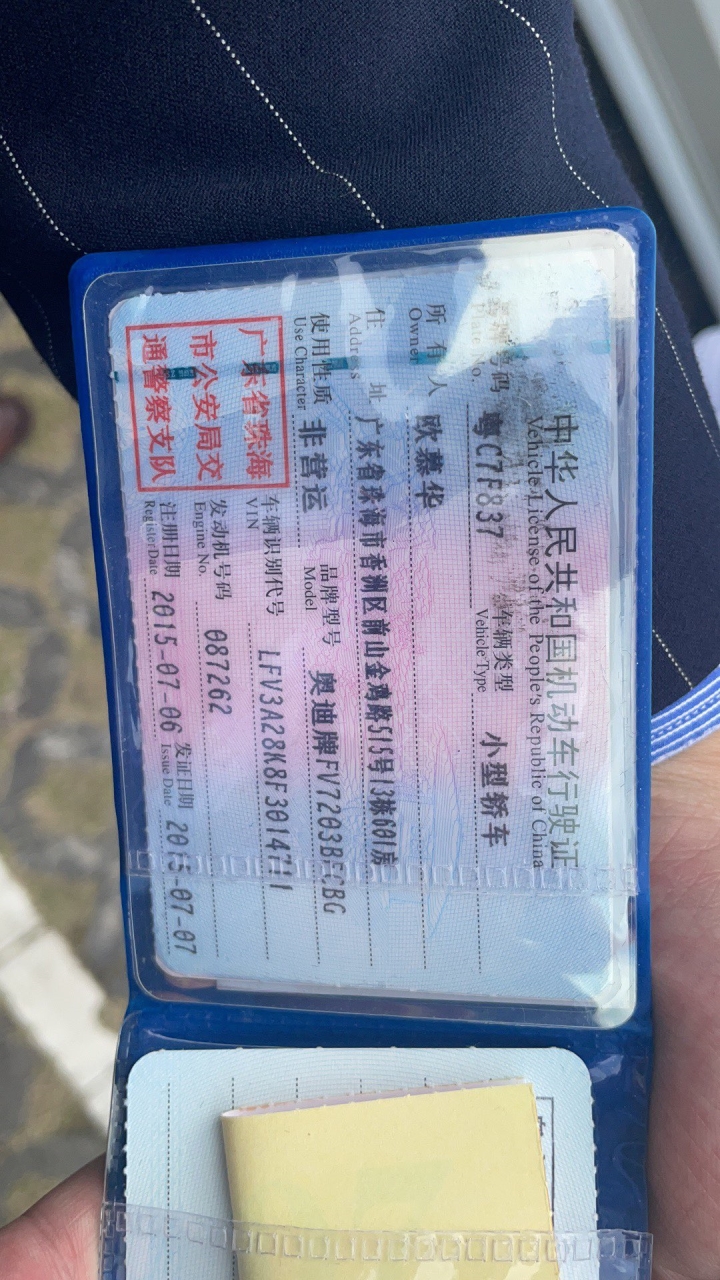 中华人民共和国机动车行驶证
Vehicle License of the People's Republic of China
号码 粤C7F837 车辆类型 小型轿车
Plate No. Vehicle Type
所有人 欧慕华
Owner
住址 广东省珠海市香洲区前山金鸡路515号13栋601房
Address
使用性质 非营运 品牌型号 奥迪牌FV7203B CBG
Use Character Model
广东省珠海
市公安局交
通警察支队
车辆识别代号 LFV3A28K8F3014
VIN
发动机号码 087262
Engine No.
注册日期 2015-07-06 发证日期 2015-07-07
Register Date Issue Date